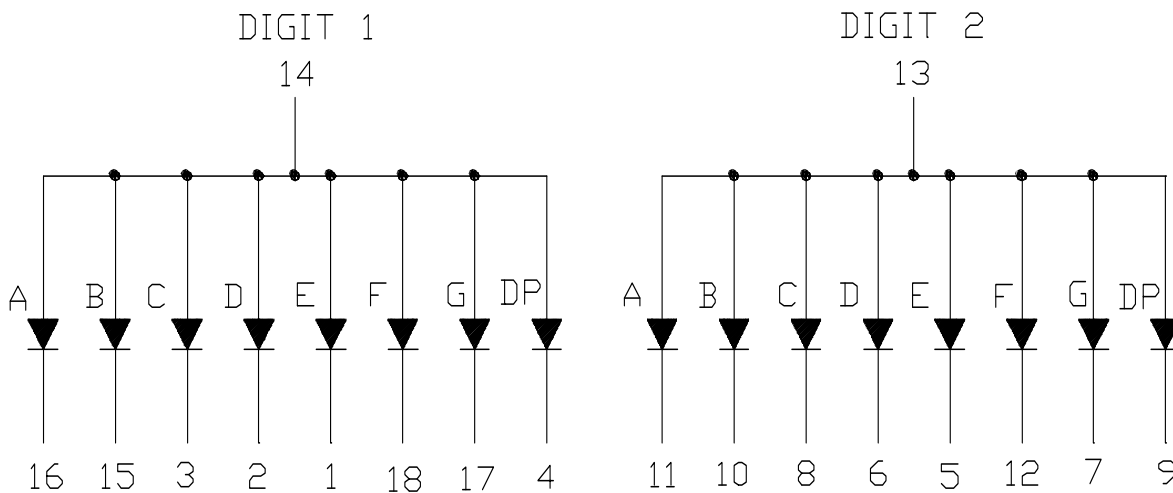 DIGIT 1 DIGIT 2
14 13
A B C D E F G DP A B C D E F G DP
16 15 3 2 1 18 17 4 11 10 8 6 5 12 7 9